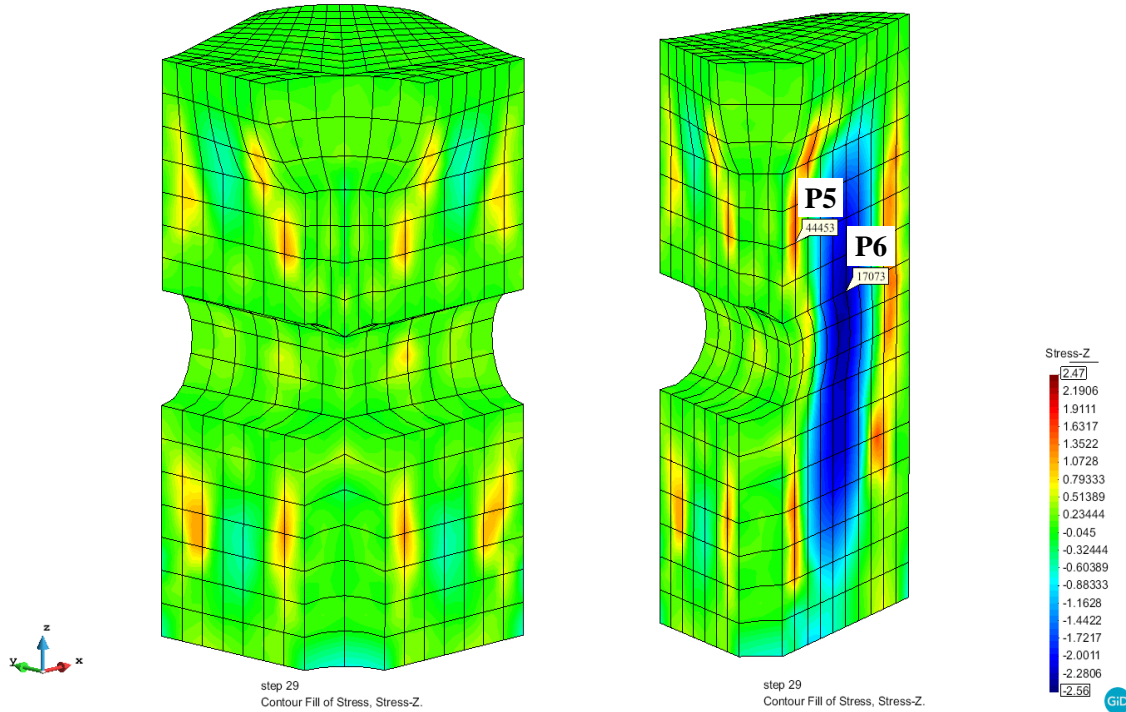 P5
44453
P6
17073
Stress-Z
2.47
2.1906
1.9111
1.6317
1.3522
1.0728
0.79333
0.51389
0.23444
-0.045
-0.32444
-0.60389
-0.88333
-1.1628
-1.4422
-1.7217
-2.0011
-2.2806
-2.56
z
y
x
step 29
Contour Fill of Stress, Stress-Z.
step 29
Contour Fill of Stress, Stress-Z.
GiD